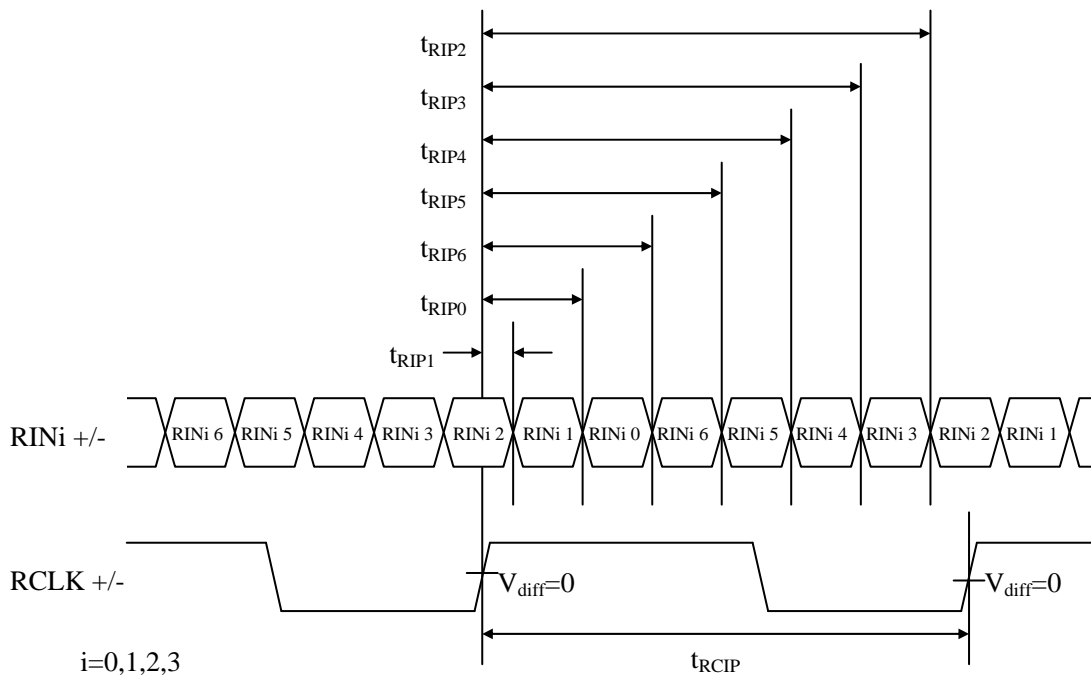 tRIP2
tRIP3
tRIP4
tRIP5
tRIP6
tRIP0
tRIP1
RINi +/- RINi 6 RINi 5 RINi 4 RINi 3 RINi 2 RINi 1 RINi 0 RINi 6 RINi 5 RINi 4 RINi 3 RINi 2 RINi 1
RCLK +/- Vdiff=0 Vdiff=0
tRCIP
i=0,1,2,3